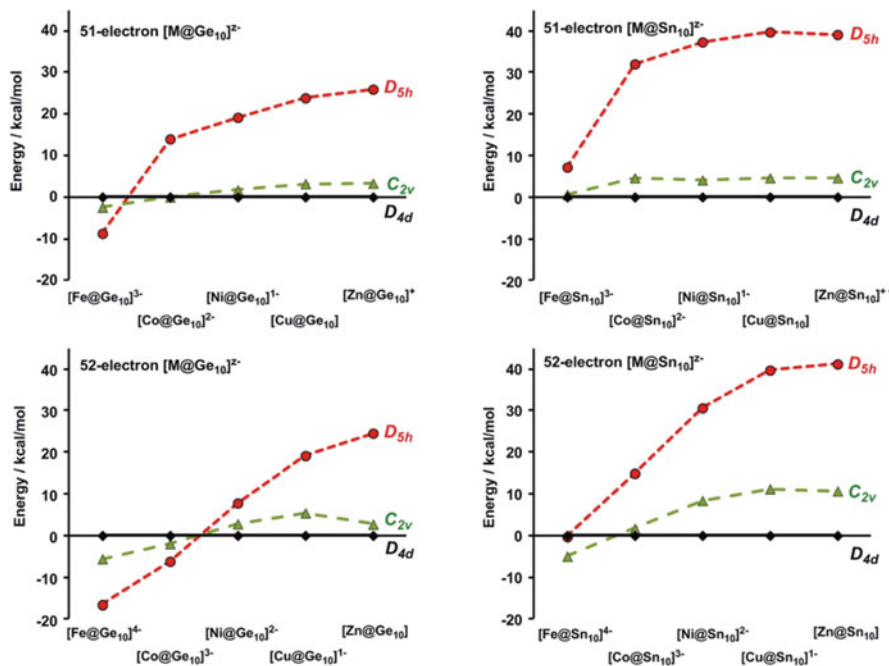 51-electron [M@Ge₁₀]ᶻ⁻
Energy / kcal/mol
40
30
20
10
0
-10
-20
D₅ₕ
C₂ᵥ
D₄d
[Fe@Ge₁₀]³⁻
[Co@Ge₁₀]²⁻
[Ni@Ge₁₀]¹⁻
[Cu@Ge₁₀]
[Zn@Ge₁₀]⁺
51-electron [M@Sn₁₀]ᶻ⁻
Energy / kcal/mol
40
30
20
10
0
-10
-20
D₅ₕ
C₂ᵥ
D₄d
[Fe@Sn₁₀]³⁻
[Co@Sn₁₀]²⁻
[Ni@Sn₁₀]¹⁻
[Cu@Sn₁₀]
[Zn@Sn₁₀]⁺⁺
52-electron [M@Ge₁₀]ᶻ⁻
Energy / kcal/mol
40
30
20
10
0
-10
-20
D₅ₕ
C₂ᵥ
D₄d
[Fe@Ge₁₀]⁴⁻
[Co@Ge₁₀]³⁻
[Ni@Ge₁₀]²⁻
[Cu@Ge₁₀]¹⁻
[Zn@Ge₁₀]
52-electron [M@Sn₁₀]ᶻ⁻
Energy / kcal/mol
40
30
20
10
0
-10
-20
D₅ₕ
C₂ᵥ
D₄d
[Fe@Sn₁₀]⁴⁻
[Co@Sn₁₀]³⁻
[Ni@Sn₁₀]²⁻
[Cu@Sn₁₀]¹⁻
[Zn@Sn₁₀]